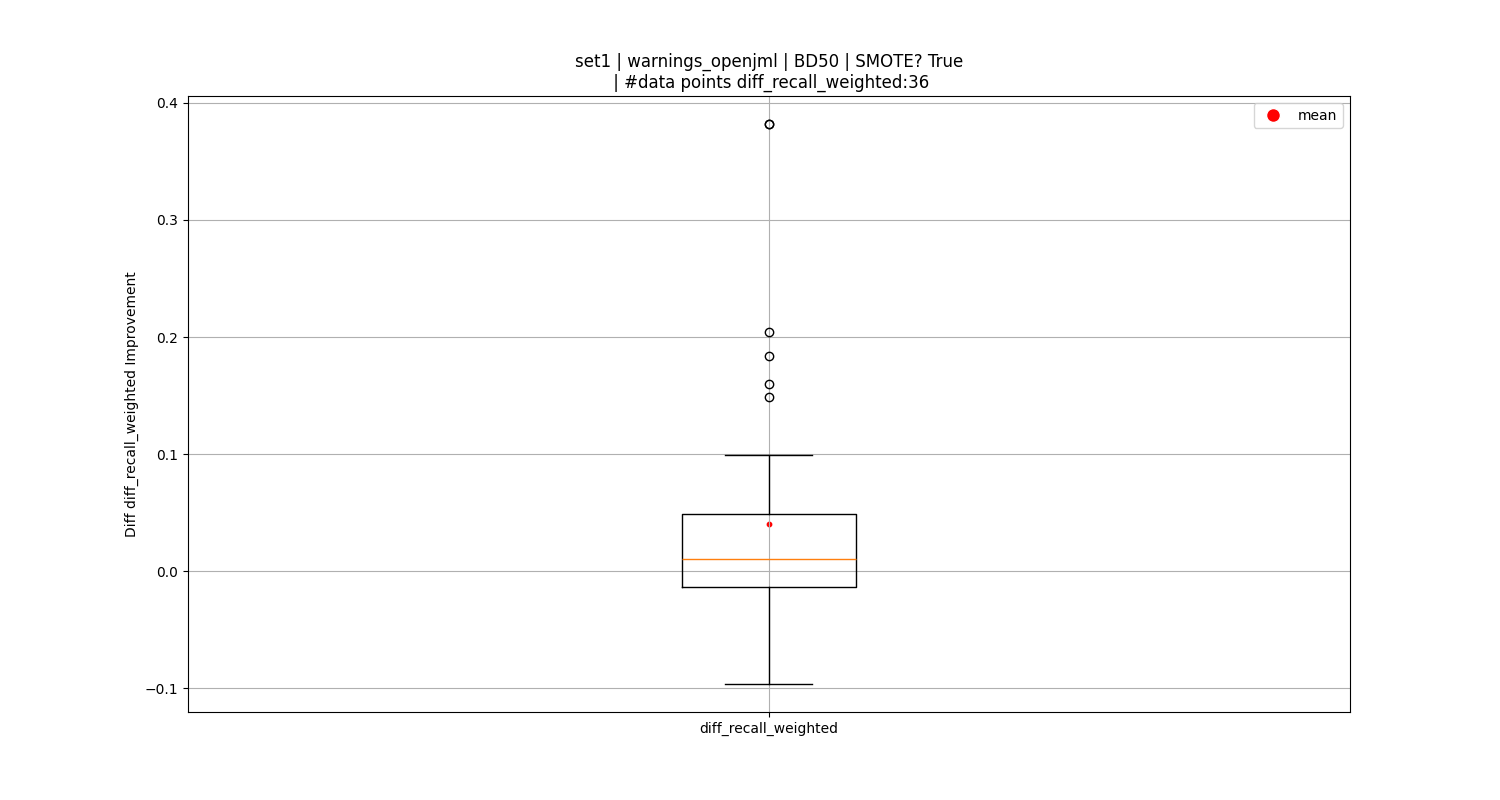 set1 | warnings_openjml | BD50 | SMOTE? True
| #data points diff_recall_weighted:36
mean
0.4
0.3
0.2
0.1
0.0
−0.1
Diff diff_recall_weighted Improvement
diff_recall_weighted